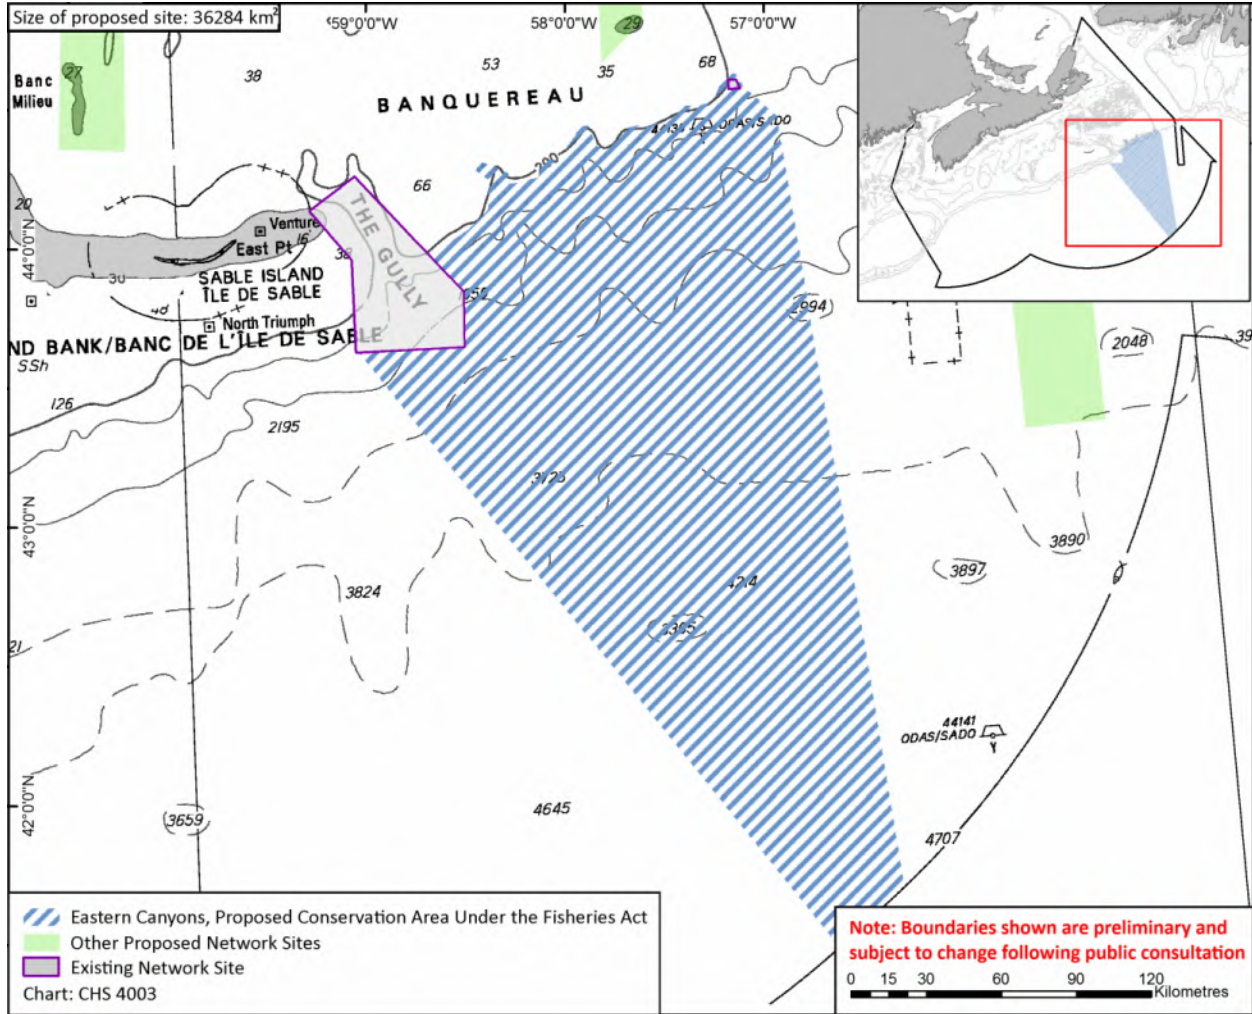 Size of proposed site: 36284 km²
59°0'0"W
58°0'0"W
57°0'0"W
Banc
Milieu
27
38
53
35
29
68
BANQUEREAU
ODAS/SADO
200
66
20
44°0'0"N
Venture
16
East Pt
38
THE GULLY
30
SABLE ISLAND
ÎLE DE SABLE
40
North Triumph
ND BANK/BANC DE L'ÎLE DE SABLE
SSh
2994
2048
39
126
2195
43°0'0"N
3890
3897
3824
21
44141
ODAS/SADO
42°0'0"N
3659
4645
4707
Eastern Canyons, Proposed Conservation Area Under the Fisheries Act
Other Proposed Network Sites
Existing Network Site
Chart: CHS 4003
Note: Boundaries shown are preliminary and
subject to change following public consultation
0 15 30 60 90 120
Kilometres